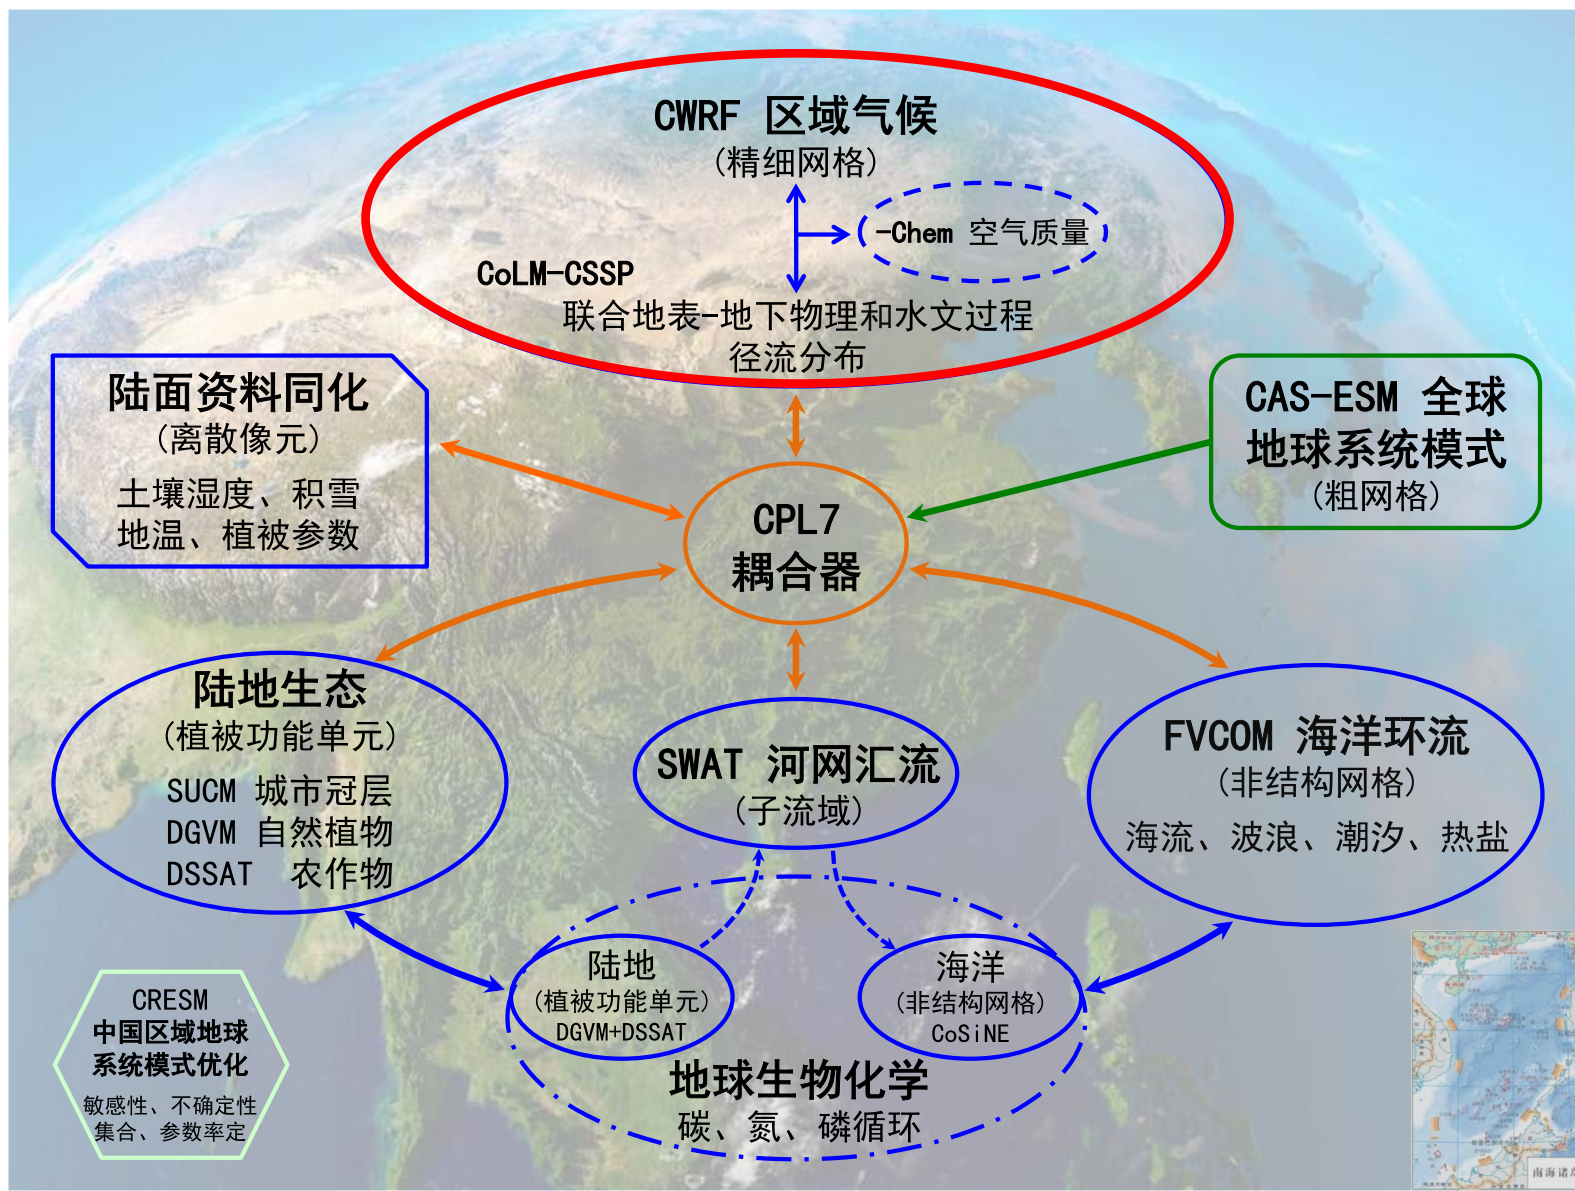 CWRF 区域气候
(精细网格)
-Chem 空气质量
CoLM-CSSP
联合地表-地下物理和水文过程
径流分布
陆面资料同化
(离散像元)
土壤湿度、积雪
地温、植被参数
CAS-ESM 全球
地球系统模式
(粗网格)
CPL7
耦合器
陆地生态
(植被功能单元)
SUCM 城市冠层
DGVM 自然植物
DSSAT 农作物
SWAT 河网汇流
(子流域)
FVCOM 海洋环流
(非结构网格)
海流、波浪、潮汐、热盐
陆地
(植被功能单元)
DGVM+DSSAT
海洋
(非结构网格)
CoSiNE
地球生物化学
碳、氮、磷循环
CRESM
中国区域地球
系统模式优化
敏感性、不确定性
集合、参数率定
南海诸